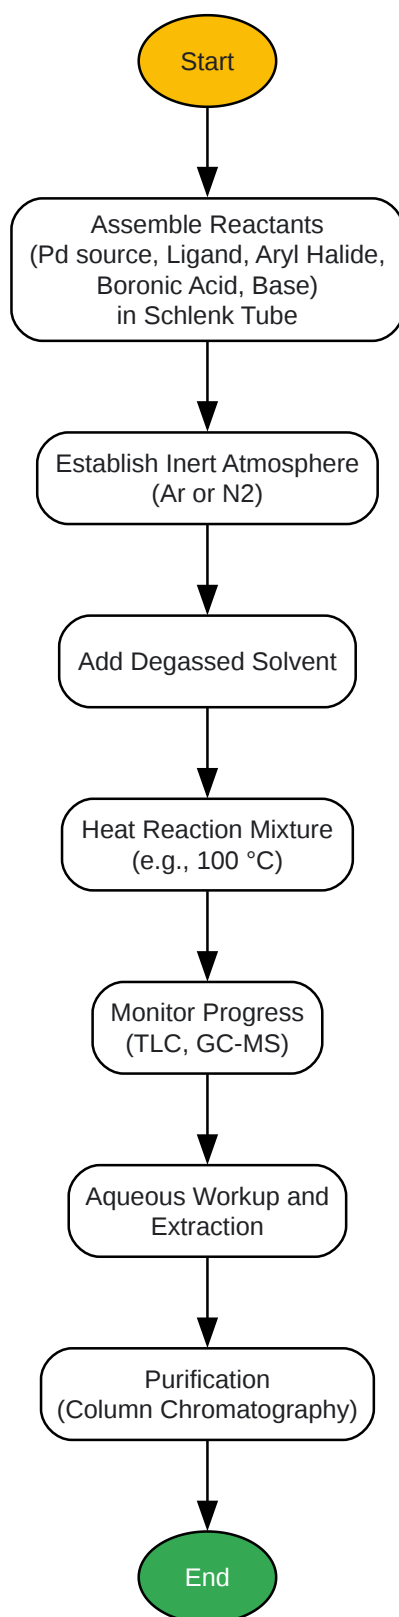 Start
Assemble Reactants
(Pd source, Ligand, Aryl Halide,
Boronic Acid, Base)
in Schlenk Tube
Establish Inert Atmosphere
(Ar or N2)
Add Degassed Solvent
Heat Reaction Mixture
(e.g., 100 °C)
Monitor Progress
(TLC, GC-MS)
Aqueous Workup and
Extraction
Purification
(Column Chromatography)
End